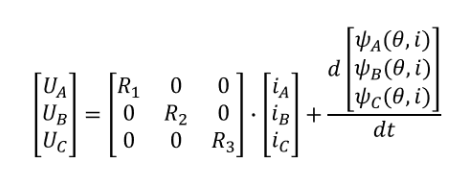 [U_A; U_B; U_C] = [R_1 0 0; 0 R_2 0; 0 0 R_3] · [i_A; i_B; i_C] + d[ψ_A(θ, i); ψ_B(θ, i); ψ_C(θ, i)] / dt